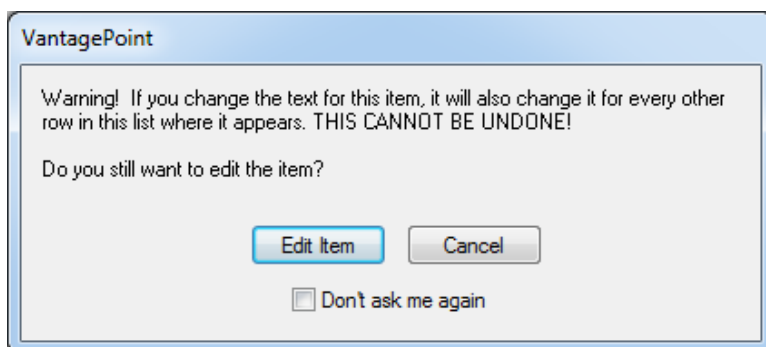 VantagePoint
Warning!  If you change the text for this item, it will also change it for every other
row in this list where it appears. THIS CANNOT BE UNDONE!
Do you still want to edit the item?
Edit Item
Cancel
Don't ask me again